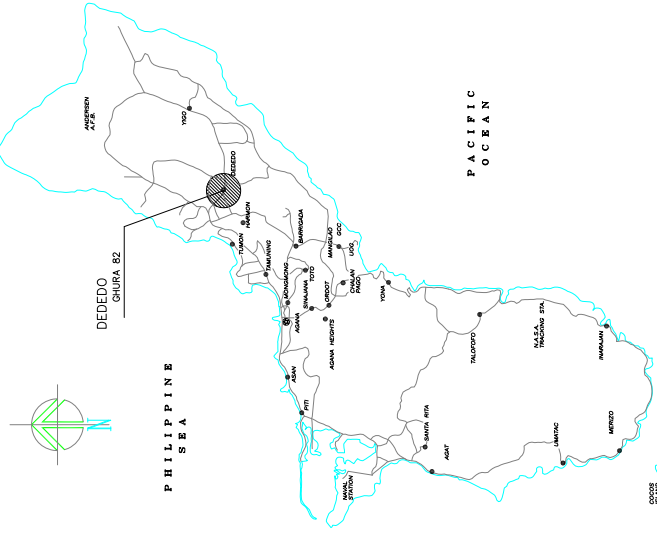 ANDERSEN
A.F.B.
YIGO
DEDEDO
DEDEDO
GHURA 82
HARMON
TUMON
TAMUNING
BARRIGADA
MANGILAO
GCC
UOG
MONGMONG
TOTO
SINAJANA
AGANA
ORDOT
CHALAN
PAGO
AGANA HEIGHTS
YONA
ASAN
PITI
PACIFIC
OCEAN
PHILIPPINE
SEA
N
TALOFOFO
N.A.S.A.
TRACKING STA.
INARAJAN
SANTA RITA
AGAT
NAVAL
STATION
UMATAC
MERIZO
COCOS